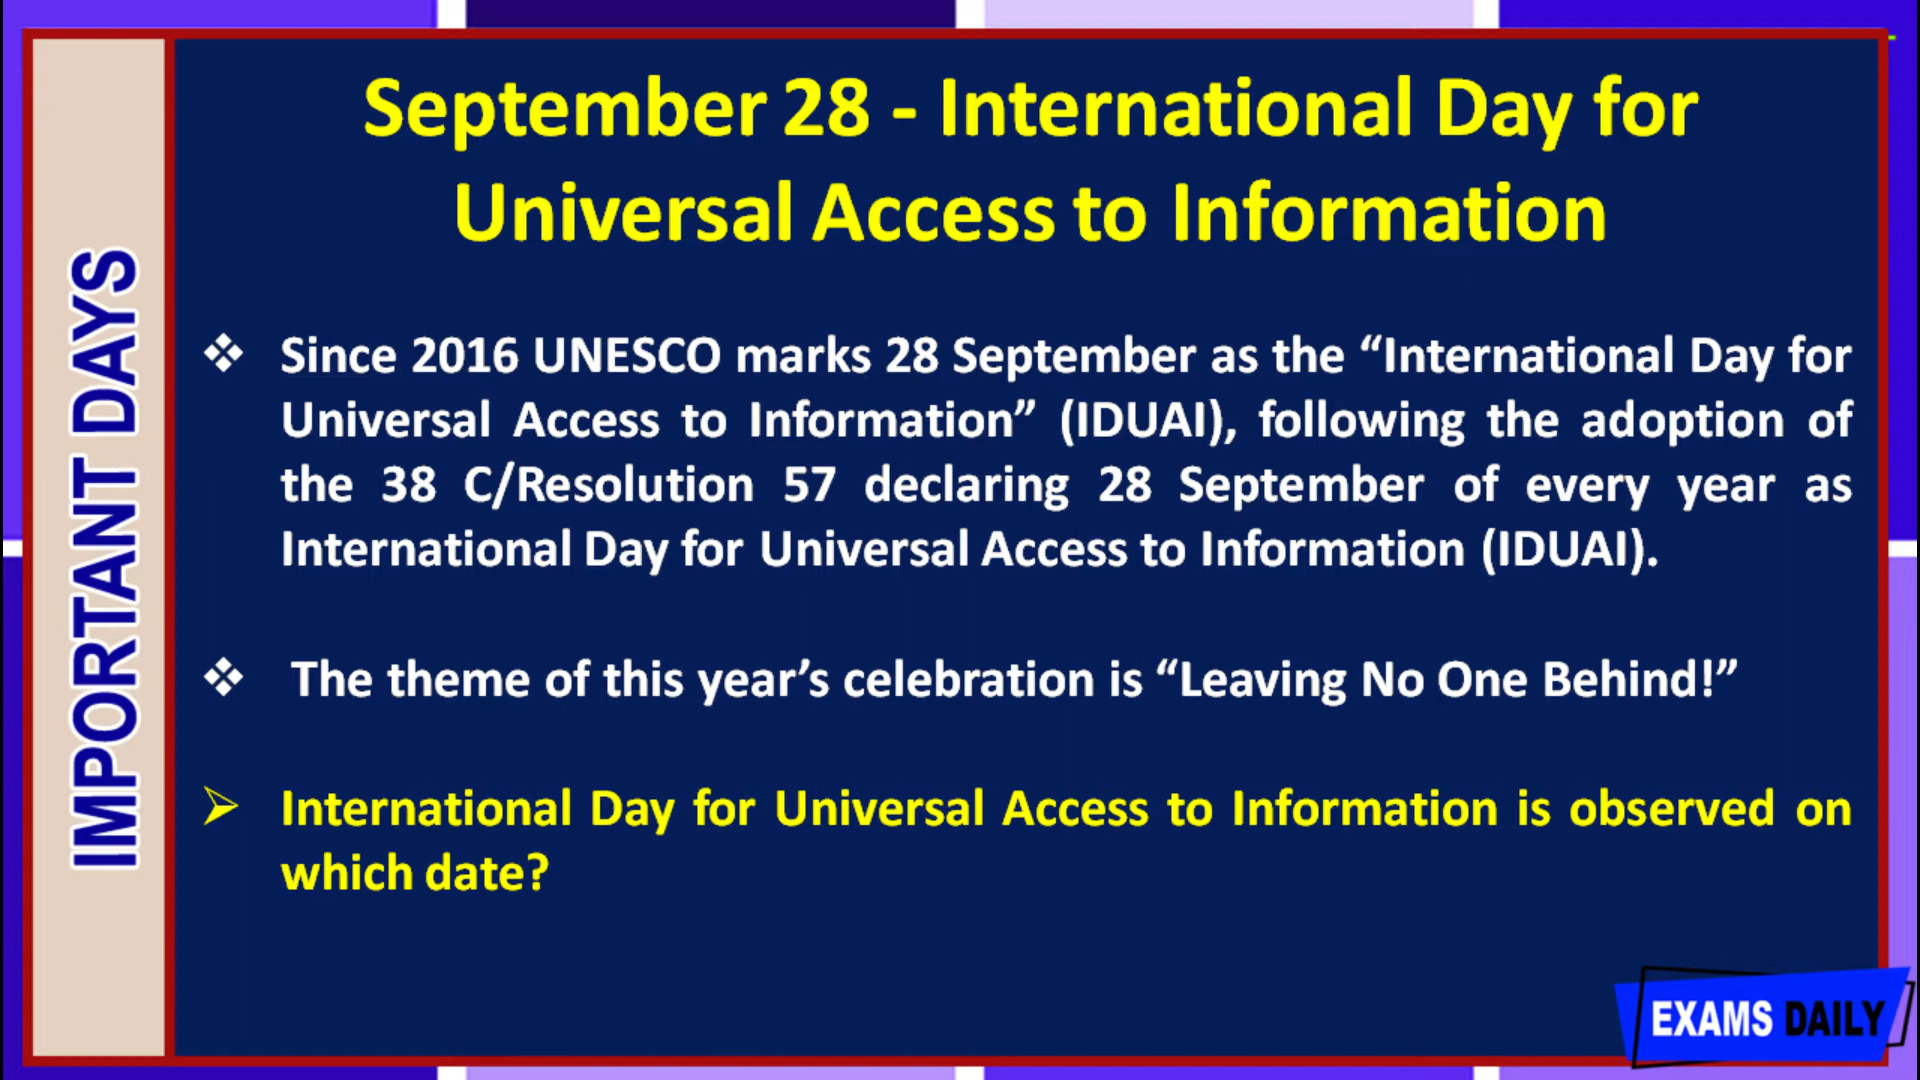 September 28 - International Day for
Universal Access to Information
IMPORTANT DAYS
Since 2016 UNESCO marks 28 September as the “International Day for
Universal Access to Information” (IDUAI), following the adoption of
the 38 C/Resolution 57 declaring 28 September of every year as
International Day for Universal Access to Information (IDUAI).
The theme of this year’s celebration is “Leaving No One Behind!”
International Day for Universal Access to Information is observed on
which date?
EXAMS DAILY